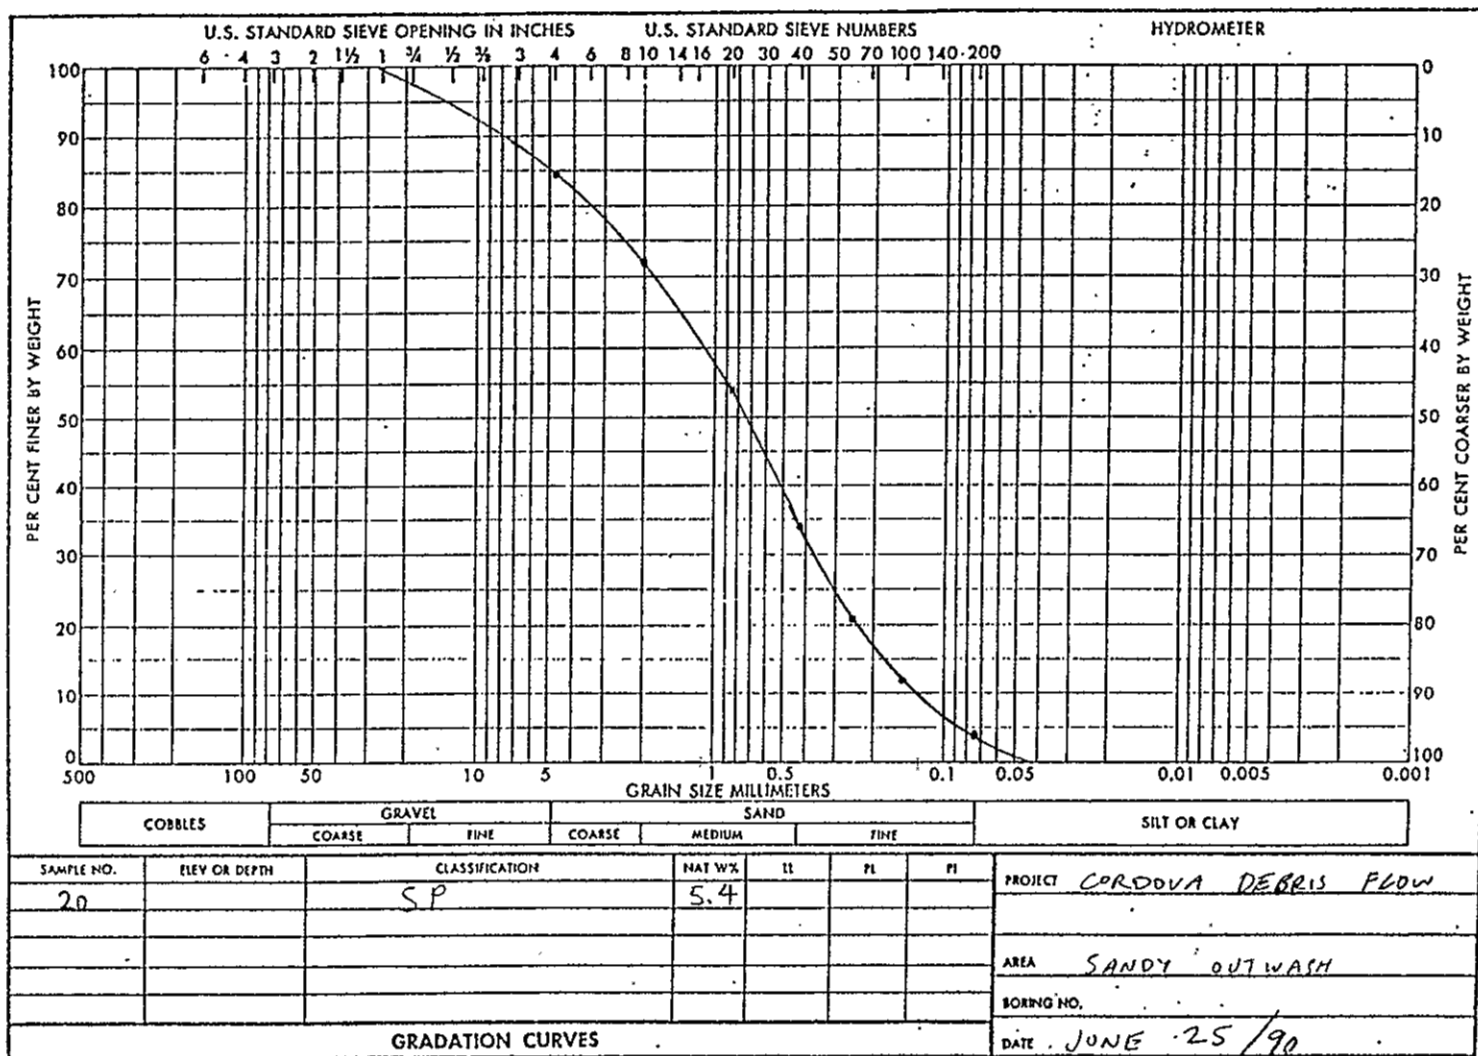 U.S. STANDARD SIEVE OPENING IN INCHES U.S. STANDARD SIEVE NUMBERS HYDROMETER
6 4 3 2 1½ 1 ¾ ½ ⅜ 3 4 6 8 10 14 16 20 30 40 50 70 100 140 200
100 90 80 70 60 50 40 30 20 10 0
PER CENT FINER BY WEIGHT
0 10 20 30 40 50 60 70 80 90 100
PER CENT COARSER BY WEIGHT
500 100 50 10 5 1 0.5 0.1 0.05 0.01 0.005 0.001
GRAIN SIZE MILLIMETERS
COBBLES GRAVEL SAND SILT OR CLAY
COARSE FINE COARSE MEDIUM FINE
SAMPLE NO. ELEV OR DEPTH CLASSIFICATION NAT W% LL PL PI
20 SP 5.4
PROJECT CORDOVA DEBRIS FLOW
AREA SANDY OUTWASH
BORING NO.
DATE JUNE 25/90
GRADATION CURVES